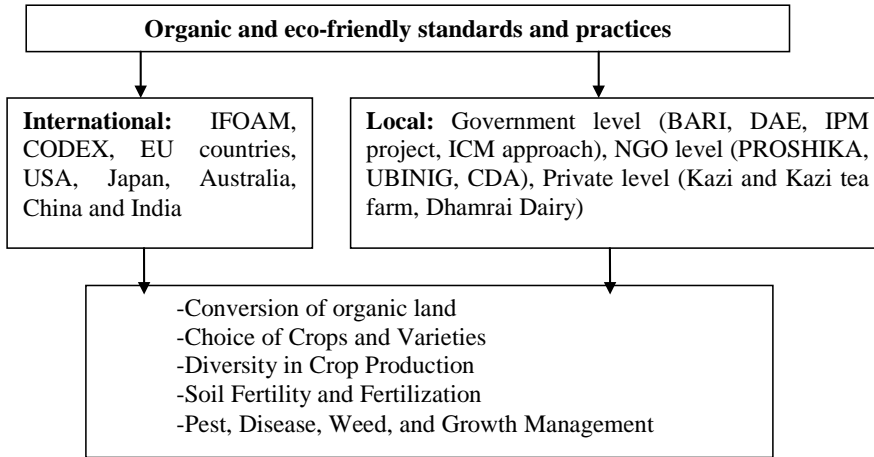 Organic and eco-friendly standards and practices
International: IFOAM,
CODEX, EU countries,
USA, Japan, Australia,
China and India
Local: Government level (BARI, DAE, IPM
project, ICM approach), NGO level (PROSHIKA,
UBINIG, CDA), Private level (Kazi and Kazi tea
farm, Dhamrai Dairy)
-Conversion of organic land
-Choice of Crops and Varieties
-Diversity in Crop Production
-Soil Fertility and Fertilization
-Pest, Disease, Weed, and Growth Management